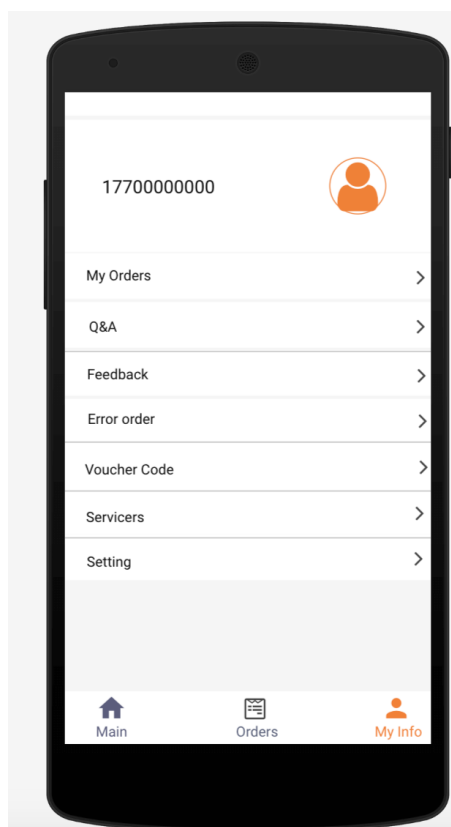 17700000000
My Orders
Q&A
Feedback
Error order
Voucher Code
Servicers
Setting
Main Orders My Info